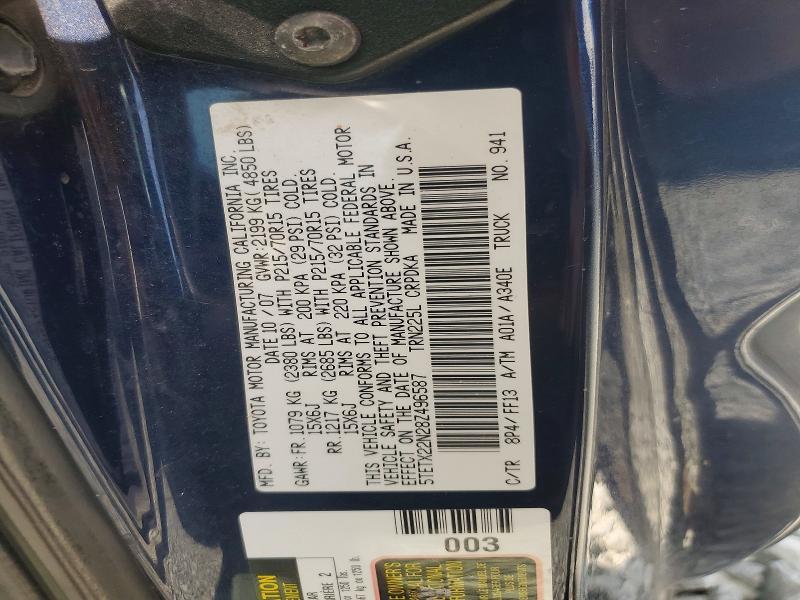 MFD. BY: TOYOTA MOTOR MANUFACTURING CALIFORNIA INC.
DATE 10 /07 GVWR:2199 KG( 4850 LBS)
GAWR:FR.1079 KG (2380 LBS) WITH P215/70R15 TIRES
15X6J RIMS AT 200 KPA (29 PSI) COLD.
RR.1217 KG (2685 LBS) WITH P215/70R15 TIRES
15X6J RIMS AT 220 KPA (32 PSI) COLD.
THIS VEHICLE CONFORMS TO ALL APPLICABLE FEDERAL MOTOR
VEHICLE SAFETY AND THEFT PREVENTION STANDARDS IN
EFFECT ON THE DATE OF MANUFACTURE SHOWN ABOVE.
5TETX22N28Z496587 TRN225L CRPDKA MADE IN U.S.A.
C/TR 8P4/FF13 A/TM A01A/A340E TRUCK NO. 941
003